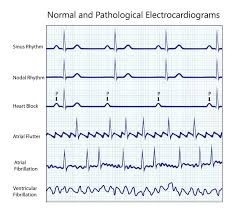 Normal and Pathological Electrocardiograms
Sinus Rhythm
Nodal Rhythm
P P P P
Heart Block
Atrial Flutter
Atrial
Fibrillation
Ventricular
Fibrillation